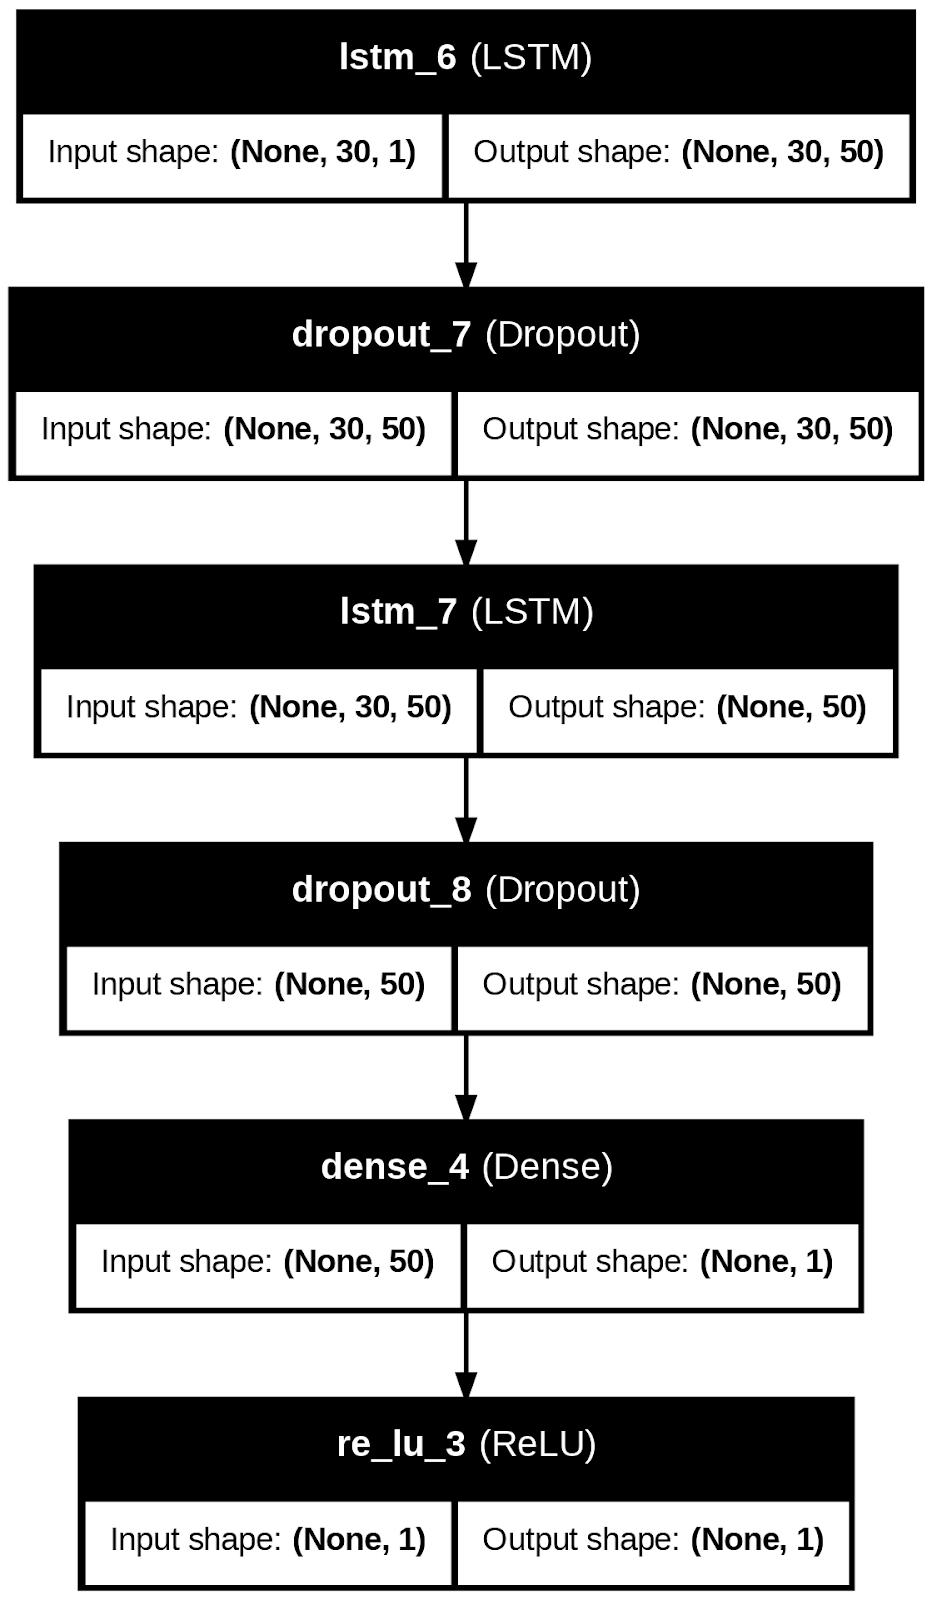 lstm_6 (LSTM)
Input shape: (None, 30, 1) Output shape: (None, 30, 50)
dropout_7 (Dropout)
Input shape: (None, 30, 50) Output shape: (None, 30, 50)
lstm_7 (LSTM)
Input shape: (None, 30, 50) Output shape: (None, 50)
dropout_8 (Dropout)
Input shape: (None, 50) Output shape: (None, 50)
dense_4 (Dense)
Input shape: (None, 50) Output shape: (None, 1)
re_lu_3 (ReLU)
Input shape: (None, 1) Output shape: (None, 1)